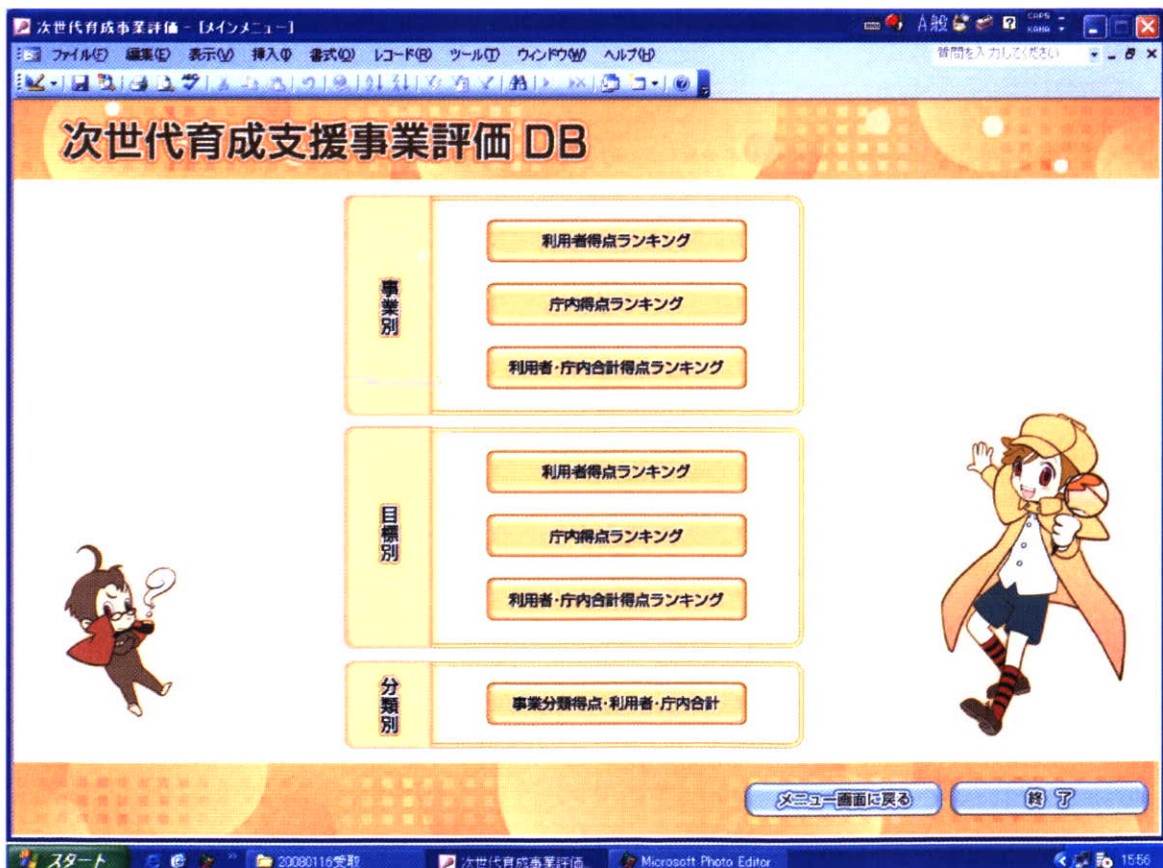 次世代育成事業評価 - [メインメニュー]
A 般
CAPS
KANA
ファイル(F) 編集(E) 表示(V) 挿入(I) 書式(O) レコード(R) ツール(T) ウィンドウ(W) ヘルプ(H)
質問を入力してください
次世代育成支援事業評価 DB
事業別
利用者得点ランキング
庁内得点ランキング
利用者・庁内合計得点ランキング
目標別
利用者得点ランキング
庁内得点ランキング
利用者・庁内合計得点ランキング
分類別
事業分類得点・利用者・庁内合計
メニュー画面に戻る
終了
スタート
20080116受取
次世代育成事業評価...
Microsoft Photo Editor
15:56